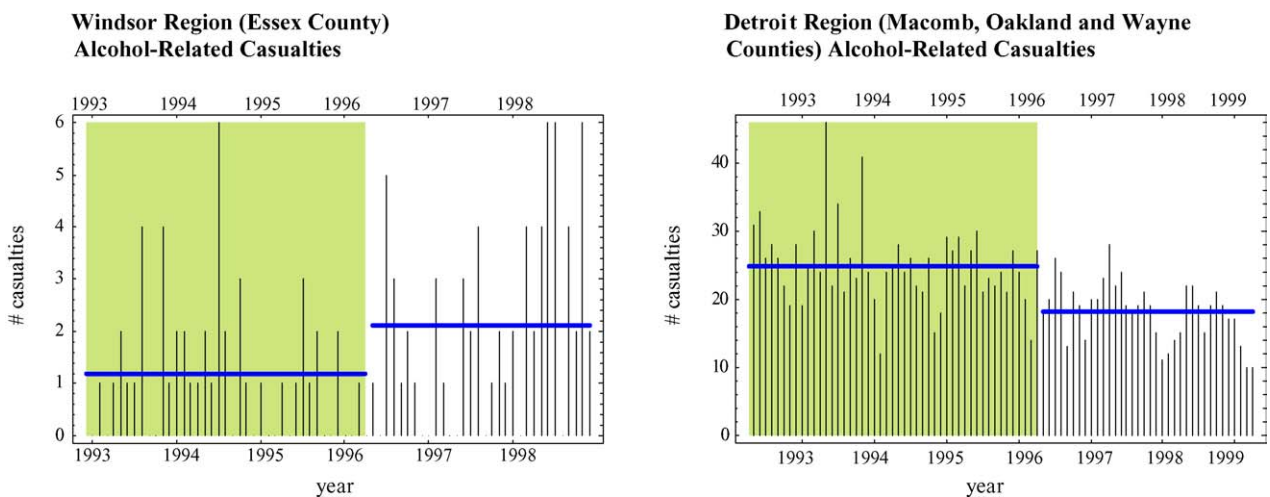 Windsor Region (Essex County)
Alcohol-Related Casualties
1993 1994 1995 1996 1997 1998
6
5
4
3
2
1
0
# casualties
1993 1994 1995 1996 1997 1998
year
Detroit Region (Macomb, Oakland and Wayne
Counties) Alcohol-Related Casualties
1993 1994 1995 1996 1997 1998 1999
40
30
20
10
0
# casualties
1993 1994 1995 1996 1997 1998 1999
year